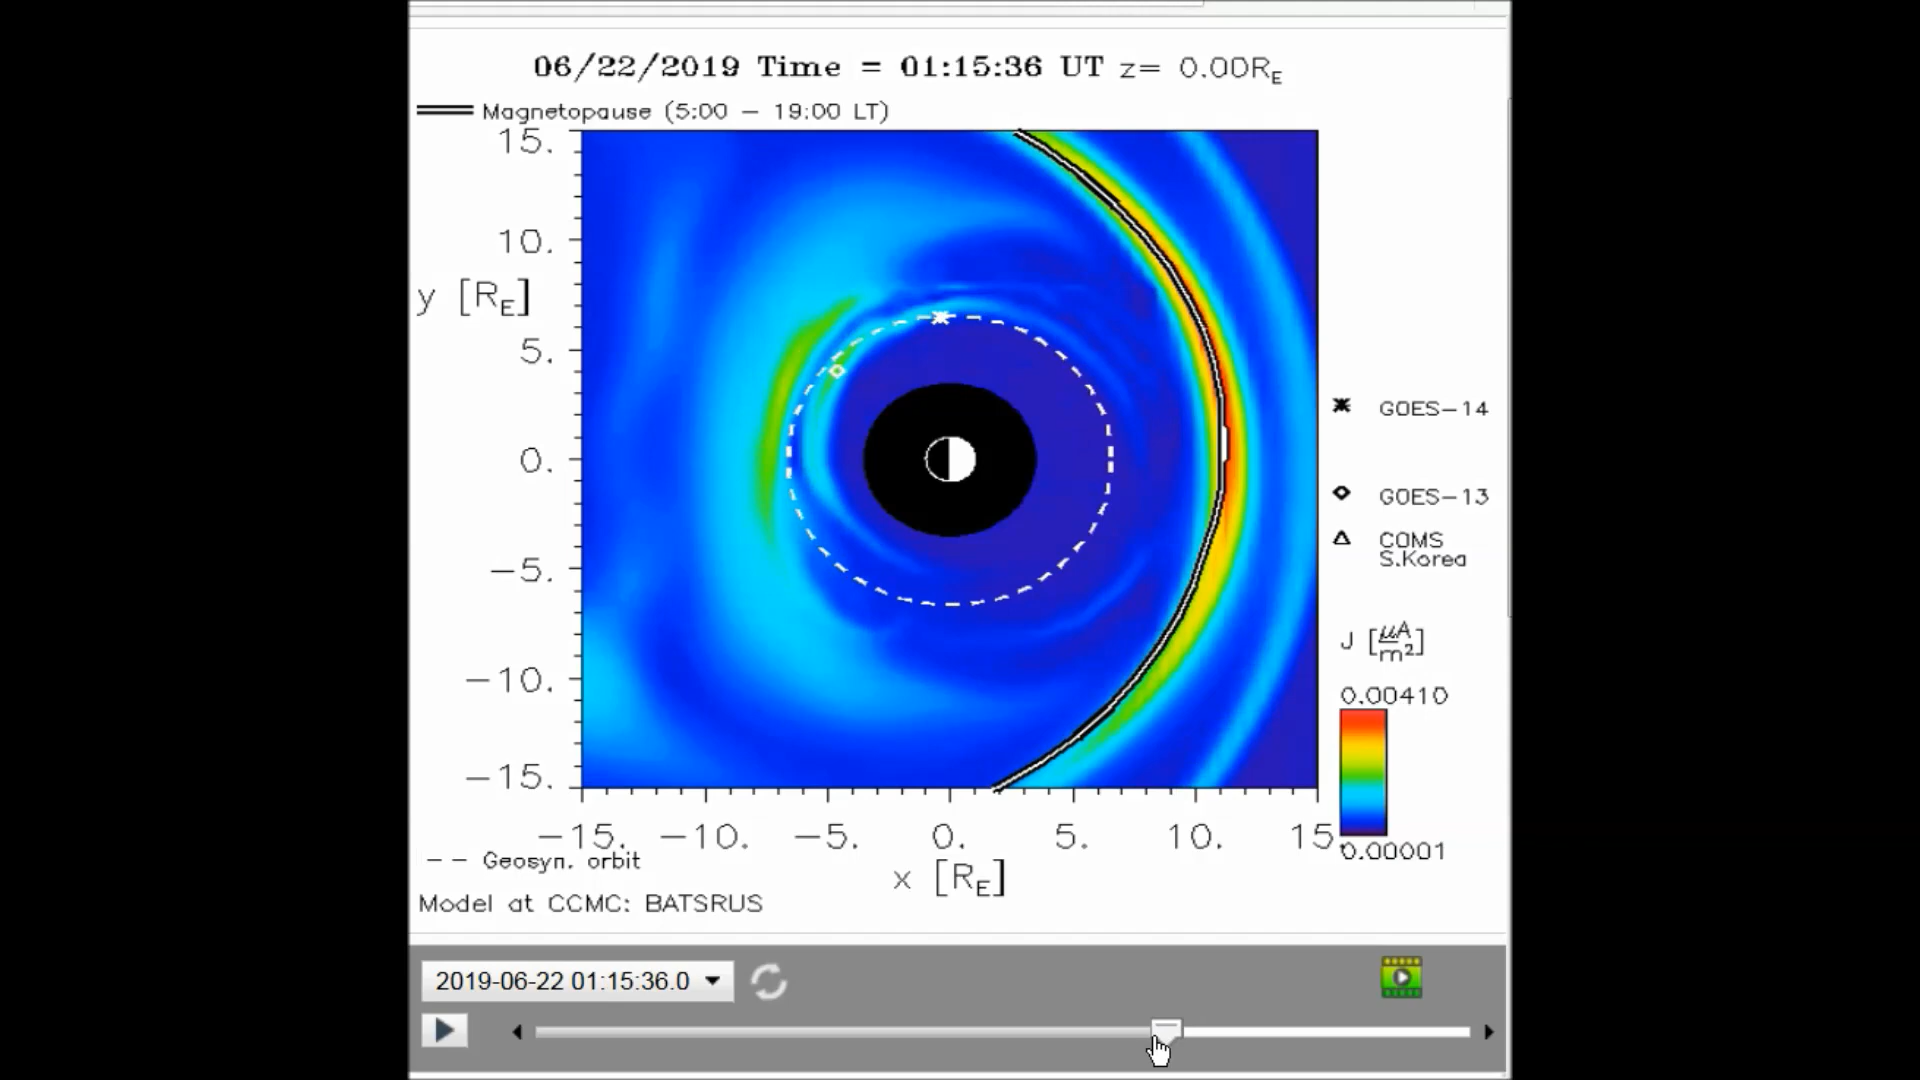 06/22/2019 Time = 01:15:36 UT z= 0.00RE
Magnetopause (5:00 – 19:00 LT)
15.
10.
y [RE]
5.
0.
−5.
−10.
−15.
−15. −10. −5. 0. 5. 10. 15.
x [RE]
GOES−14
GOES−13
COMS
S.Korea
J [μA/m²]
0.00410
0.00001
−− Geosyn. orbit
Model at CCMC: BATSRUS
2019-06-22 01:15:36.0